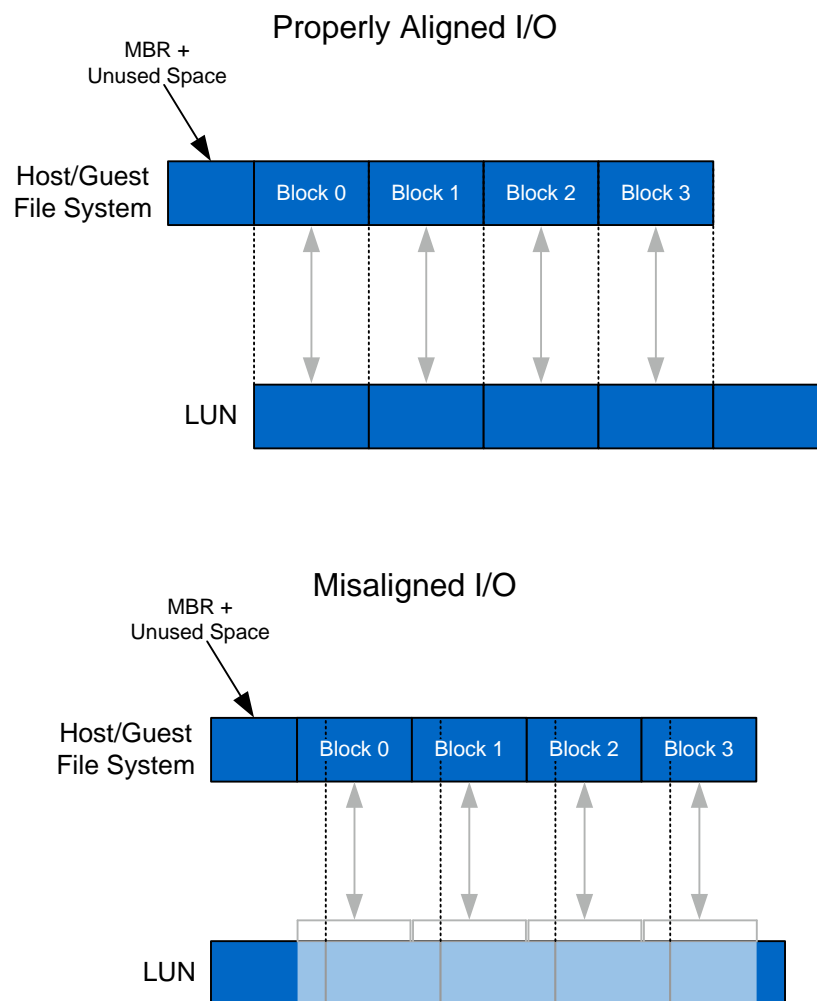 Properly Aligned I/O
MBR +
Unused Space
Host/Guest
File System
Block 0
Block 1
Block 2
Block 3
LUN
Misaligned I/O
MBR +
Unused Space
Host/Guest
File System
Block 0
Block 1
Block 2
Block 3
LUN